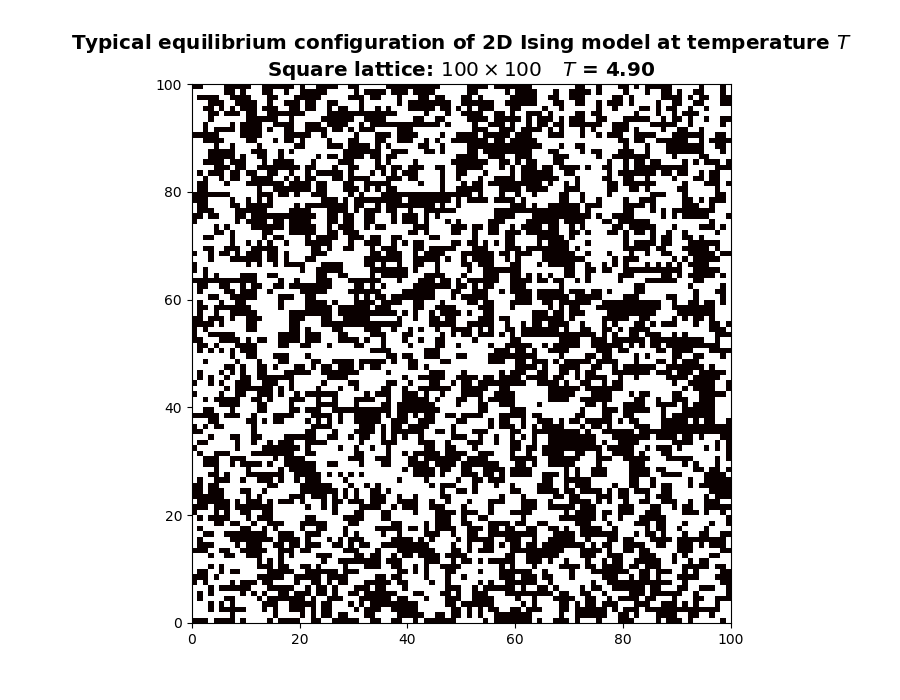 Typical equilibrium configuration of 2D Ising model at temperature T
Square lattice: 100 × 100 T = 4.90
100
80
60
40
20
0
0 20 40 60 80 100